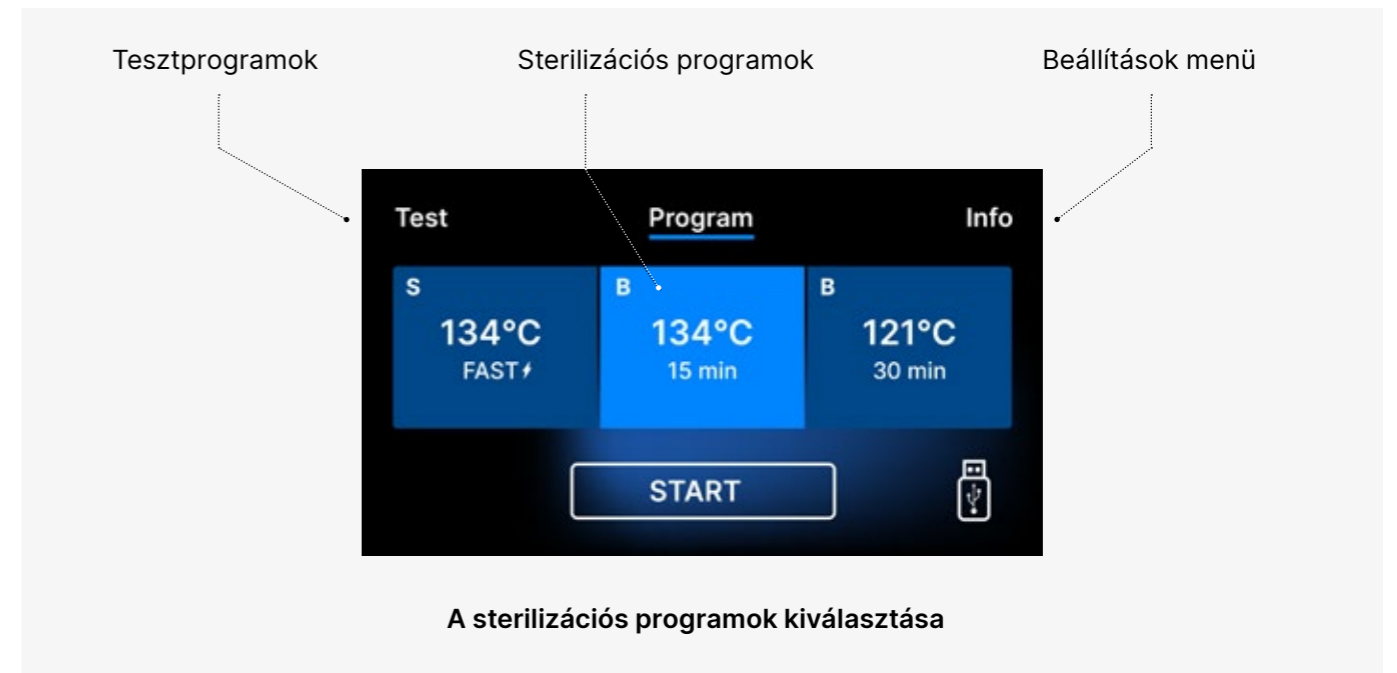 Tesztprogramok
Sterilizációs programok
Beállítások menü
Test
Program
Info
S
134°C
FAST
B
134°C
15 min
B
121°C
30 min
START
A sterilizációs programok kiválasztása